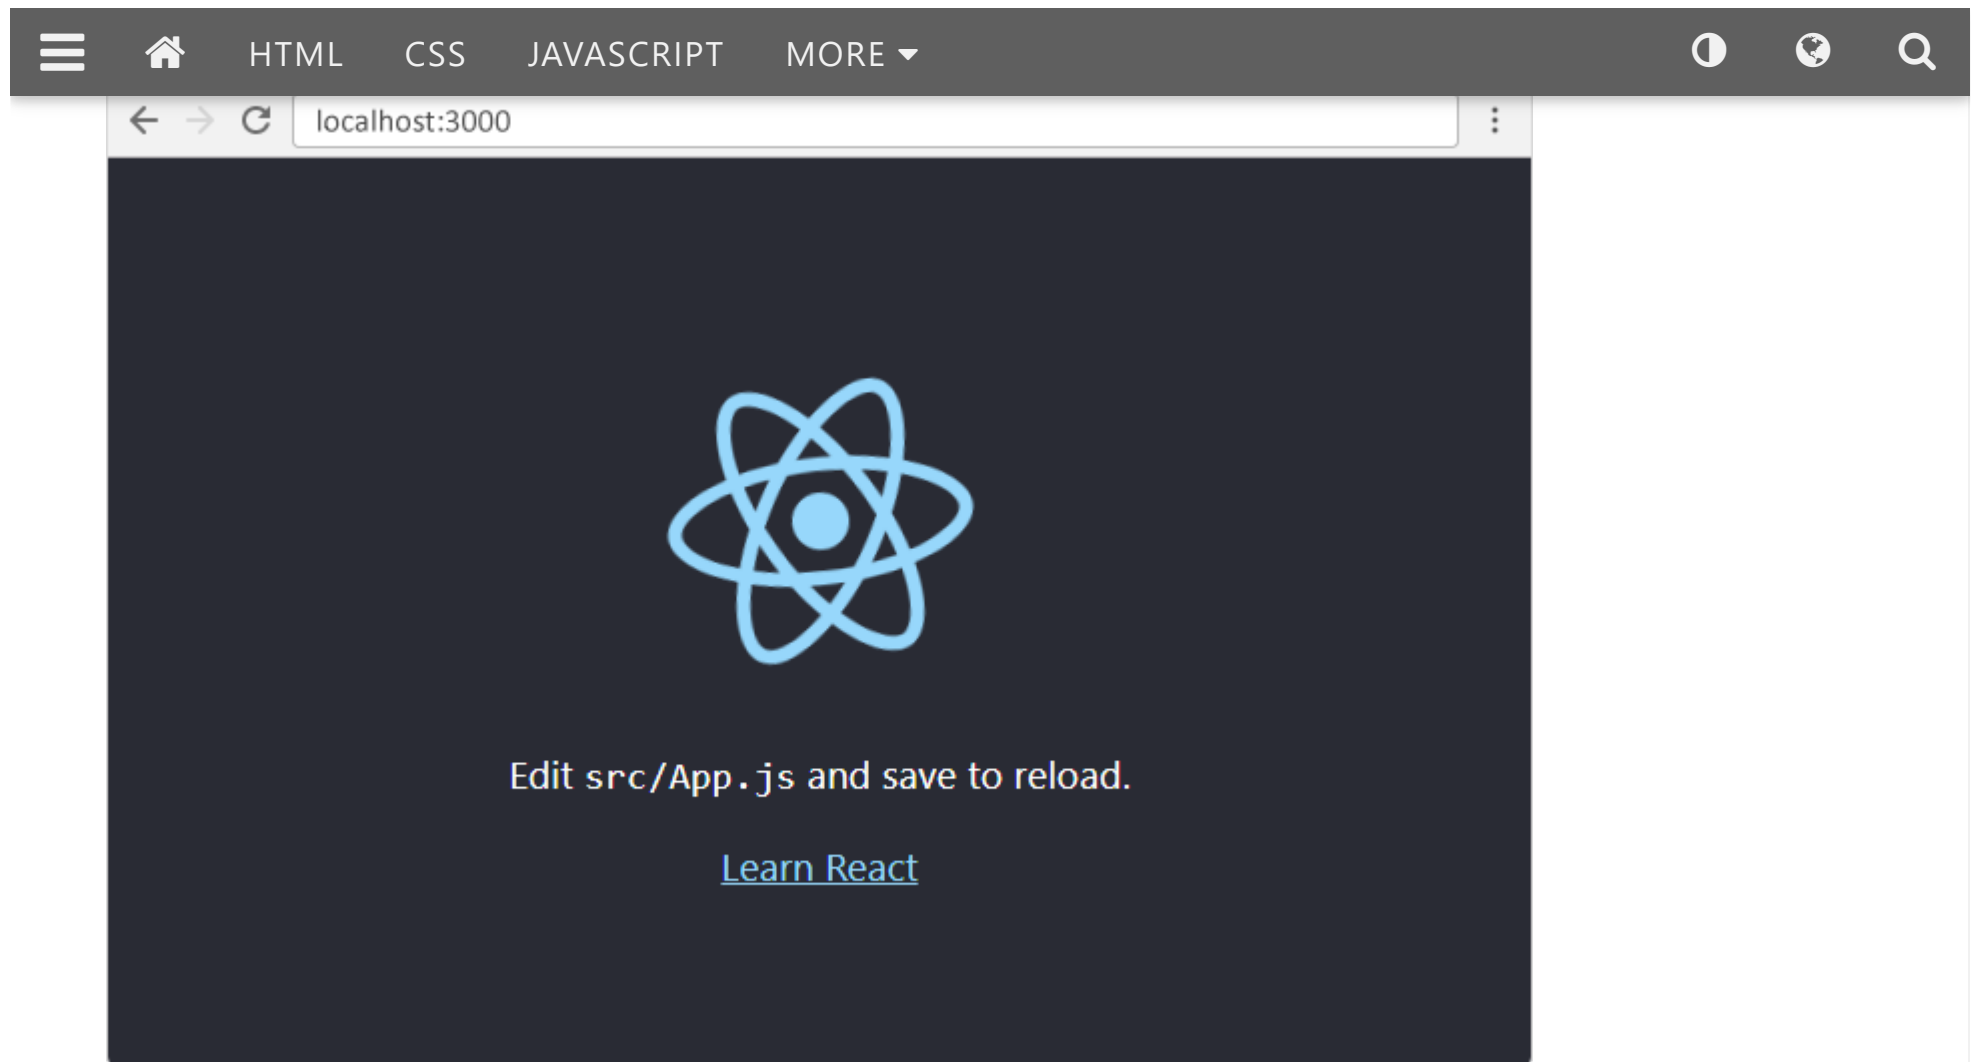 HTML CSS JAVASCRIPT MORE
localhost:3000
Edit src/App.js and save to reload.
Learn React